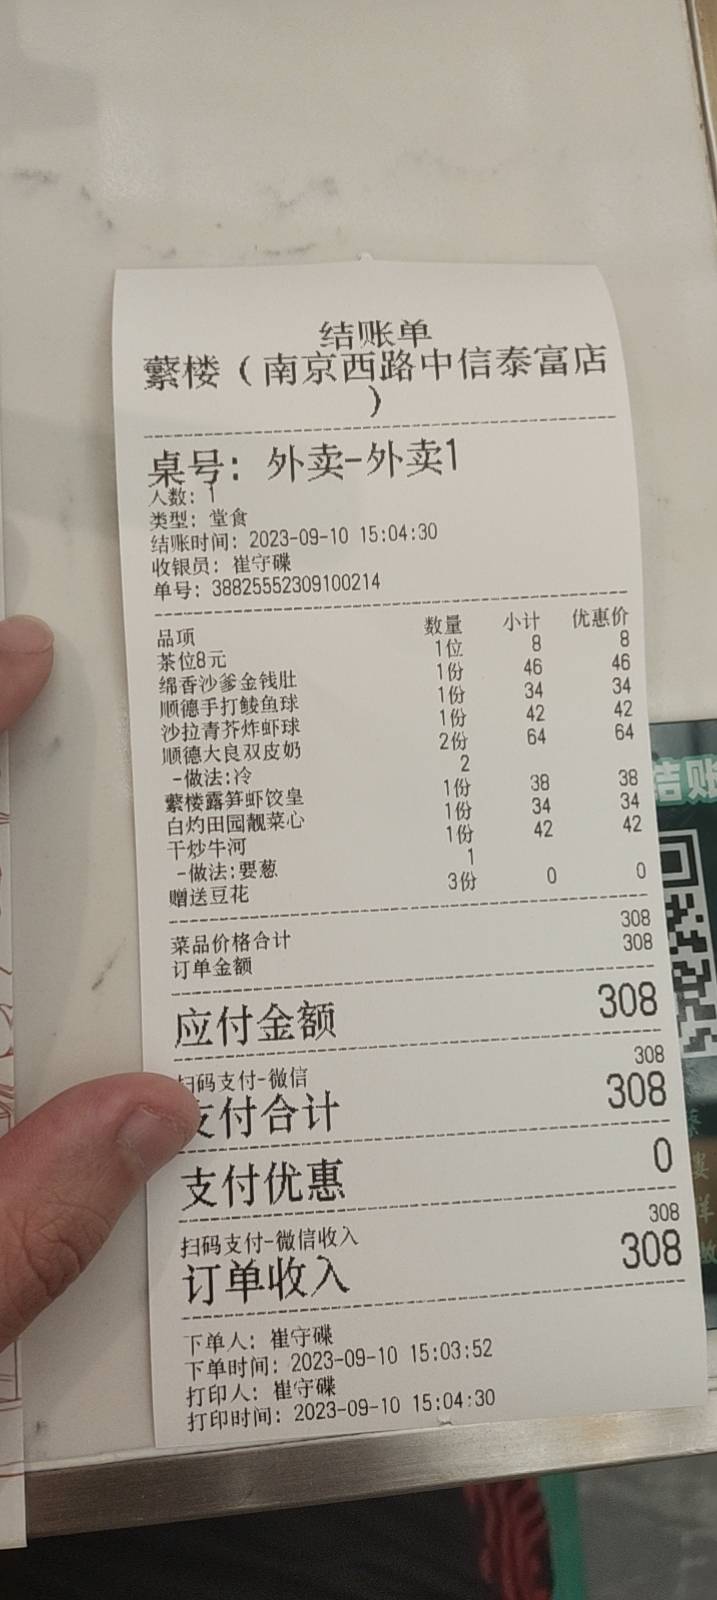 结账单
蘩楼（南京西路中信泰富店
）
桌号：外卖-外卖1
人数：1
类型：堂食
结账时间：2023-09-10 15:04:30
收银员：崔守碟
单号：38825552309100214
品项 数量 小计 优惠价
茶位8元 1位 8 8
绵香沙爹金钱肚 1份 46 46
顺德手打鲮鱼球 1份 34 34
沙拉青芥炸虾球 1份 42 42
顺德大良双皮奶 2份 64 64
-做法:冷 2
蘩楼露笋虾饺皇 1份 38 38
白灼田园靓菜心 1份 34 34
干炒牛河 1份 42 42
-做法:要葱 1
赠送豆花 3份 0 0
菜品价格合计 308
订单金额 308
应付金额 308
扫码支付-微信 308
支付合计 308
支付优惠 0
扫码支付-微信收入 308
订单收入 308
下单人：崔守碟
下单时间：2023-09-10 15:03:52
打印人：崔守碟
打印时间：2023-09-10 15:04:30
结账